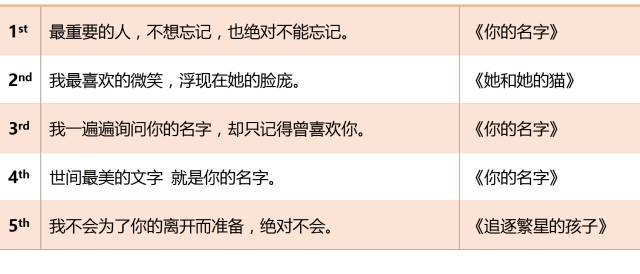 1st 最重要的人，不想忘记，也绝对不能忘记。 《你的名字》
2nd 我最喜欢的微笑，浮现在她的脸庞。 《她和她的猫》
3rd 我一遍遍询问你的名字，却只记得曾喜欢你。 《你的名字》
4th 世间最美的文字 就是你的名字。 《你的名字》
5th 我不会为了你的离开而准备，绝对不会。 《追逐繁星的孩子》